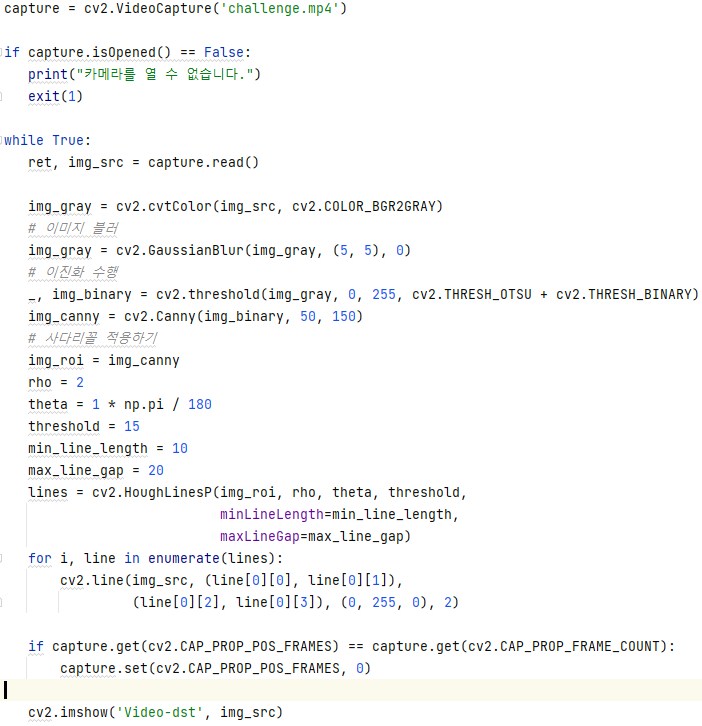 capture = cv2.VideoCapture('challenge.mp4')
if capture.isOpened() == False:
print("카메라를 열 수 없습니다.")
exit(1)
while True:
ret, img_src = capture.read()
img_gray = cv2.cvtColor(img_src, cv2.COLOR_BGR2GRAY)
# 이미지 블러
img_gray = cv2.GaussianBlur(img_gray, (5, 5), 0)
# 이진화 수행
_, img_binary = cv2.threshold(img_gray, 0, 255, cv2.THRESH_OTSU + cv2.THRESH_BINARY)
img_canny = cv2.Canny(img_binary, 50, 150)
# 사다리꼴 적용하기
img_roi = img_canny
rho = 2
theta = 1 * np.pi / 180
threshold = 15
min_line_length = 10
max_line_gap = 20
lines = cv2.HoughLinesP(img_roi, rho, theta, threshold,
minLineLength=min_line_length,
maxLineGap=max_line_gap)
for i, line in enumerate(lines):
cv2.line(img_src, (line[0][0], line[0][1]),
(line[0][2], line[0][3]), (0, 255, 0), 2)
if capture.get(cv2.CAP_PROP_POS_FRAMES) == capture.get(cv2.CAP_PROP_FRAME_COUNT):
capture.set(cv2.CAP_PROP_POS_FRAMES, 0)
cv2.imshow('Video-dst', img_src)